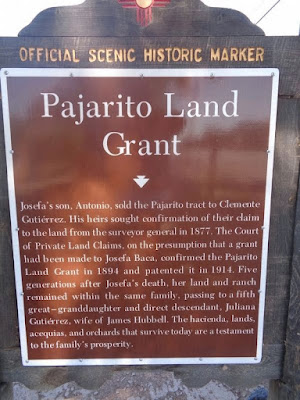 OFFICIAL SCENIC HISTORIC MARKER
Pajarito Land
Grant
Josefa's son, Antonio, sold the Pajarito tract to Clemente
Gutiérrez. His heirs sought confirmation of their claim
to the land from the surveyor general in 1877. The Court
of Private Land Claims, on the presumption that a grant
had been made to Josefa Baca, confirmed the Pajarito
Land Grant in 1894 and patented it in 1914. Five
generations after Josefa's death, her land and ranch
remained within the same family, passing to a fifth
great-granddaughter and direct descendant, Juliana
Gutiérrez, wife of James Hubbell. The hacienda, lands,
acequias, and orchards that survive today are a testament
to the family's prosperity.